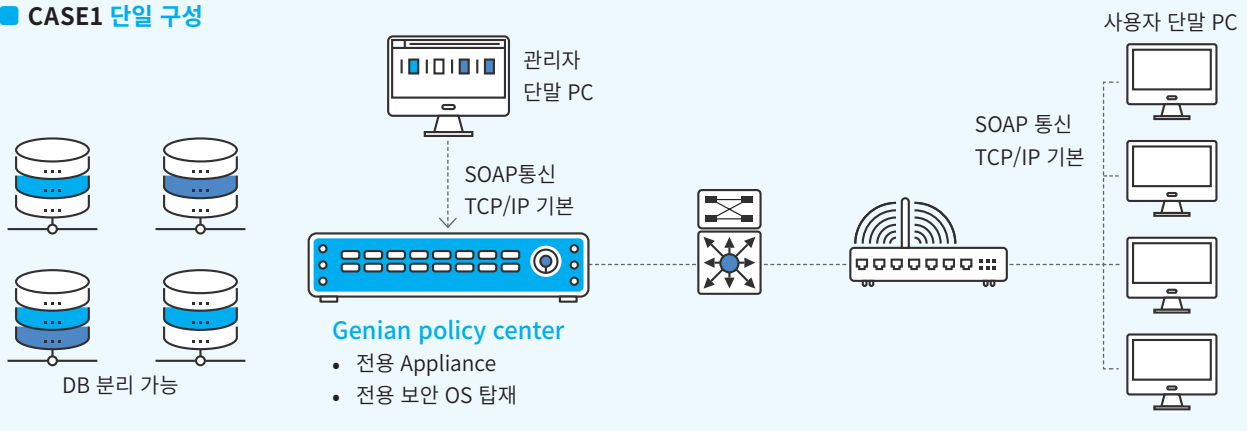 CASE1 단일 구성
사용자 단말 PC
관리자
단말 PC
SOAP 통신
TCP/IP 기본
SOAP통신
TCP/IP 기본
Genian policy center
• 전용 Appliance
• 전용 보안 OS 탑재
DB 분리 가능